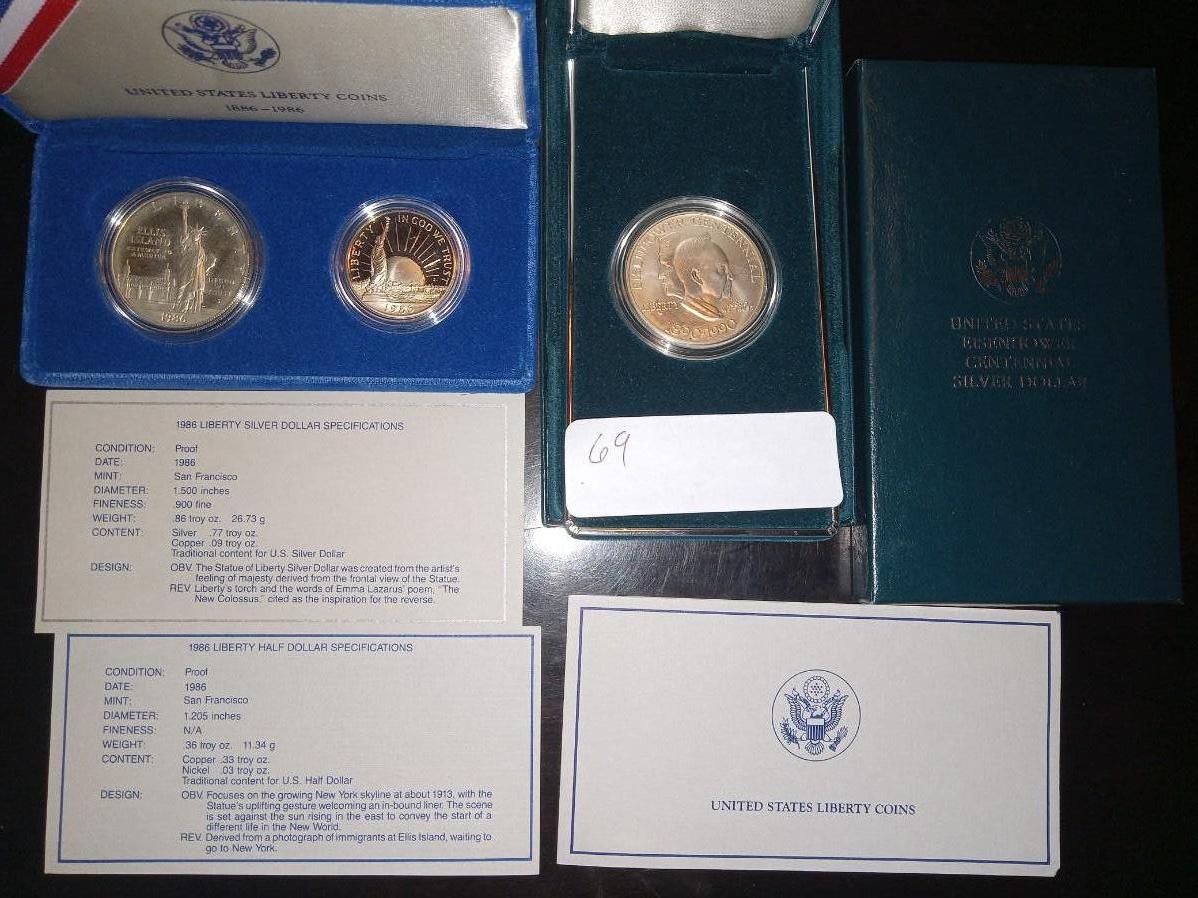 UNITED STATES LIBERTY COINS
1886–1986
LIBERTY
ELLIS
ISLAND
GATEWAY TO
AMERICA
1986
LIBERTY
IN GOD WE TRUST
1986
EISENHOWER CENTENNIAL
LIBERTY
1890-1990
UNITED STATES
EISENHOWER
CENTENNIAL
SILVER DOLLAR
69
1986 LIBERTY SILVER DOLLAR SPECIFICATIONS
CONDITION: Proof
DATE: 1986
MINT: San Francisco
DIAMETER: 1.500 inches
FINENESS: .900 fine
WEIGHT: .86 troy oz. 26.73 g
CONTENT: Silver .77 troy oz.
Copper .09 troy oz.
Traditional content for U.S. Silver Dollar
DESIGN: OBV. The Statue of Liberty Silver Dollar was created from the artist's
feeling of majesty derived from the frontal view of the Statue.
REV. Liberty's torch and the words of Emma Lazarus' poem, "The
New Colossus," cited as the inspiration for the reverse.
1986 LIBERTY HALF DOLLAR SPECIFICATIONS
CONDITION: Proof
DATE: 1986
MINT: San Francisco
DIAMETER: 1.205 inches
FINENESS: N/A
WEIGHT: .36 troy oz. 11.34 g
CONTENT: Copper .33 troy oz.
Nickel .03 troy oz.
Traditional content for U.S. Half Dollar
DESIGN: OBV. Focuses on the growing New York skyline at about 1913, with the
Statue's uplifting gesture welcoming an in-bound liner. The scene
is set against the sun rising in the east to convey the start of a
different life in the New World.
REV. Derived from a photograph of immigrants at Ellis Island, waiting to
go to New York.
UNITED STATES LIBERTY COINS